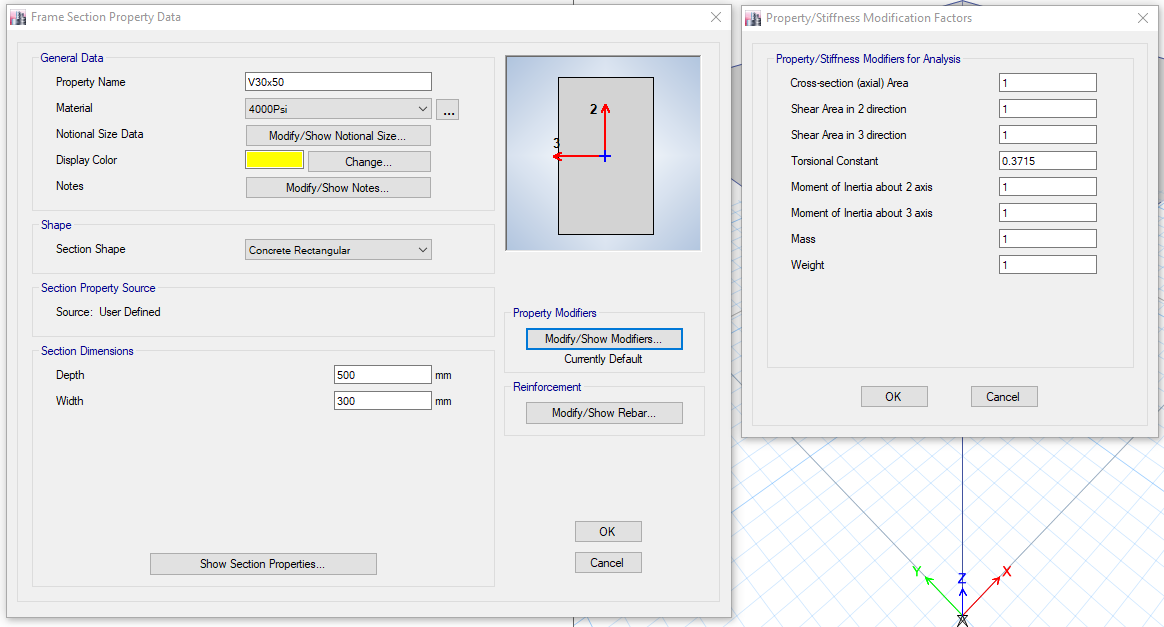 Frame Section Property Data
General Data
Property Name V30x50
Material 4000Psi ...
Notional Size Data Modify/Show Notional Size...
Display Color Change...
Notes Modify/Show Notes...
Shape
Section Shape Concrete Rectangular
Section Property Source
Source: User Defined
Section Dimensions
Depth 500 mm
Width 300 mm
Show Section Properties...
2
3
Property Modifiers
Modify/Show Modifiers...
Currently Default
Reinforcement
Modify/Show Rebar...
OK
Cancel
Property/Stiffness Modification Factors
Property/Stiffness Modifiers for Analysis
Cross-section (axial) Area 1
Shear Area in 2 direction 1
Shear Area in 3 direction 1
Torsional Constant 0.3715
Moment of Inertia about 2 axis 1
Moment of Inertia about 3 axis 1
Mass 1
Weight 1
OK Cancel
Y Z X